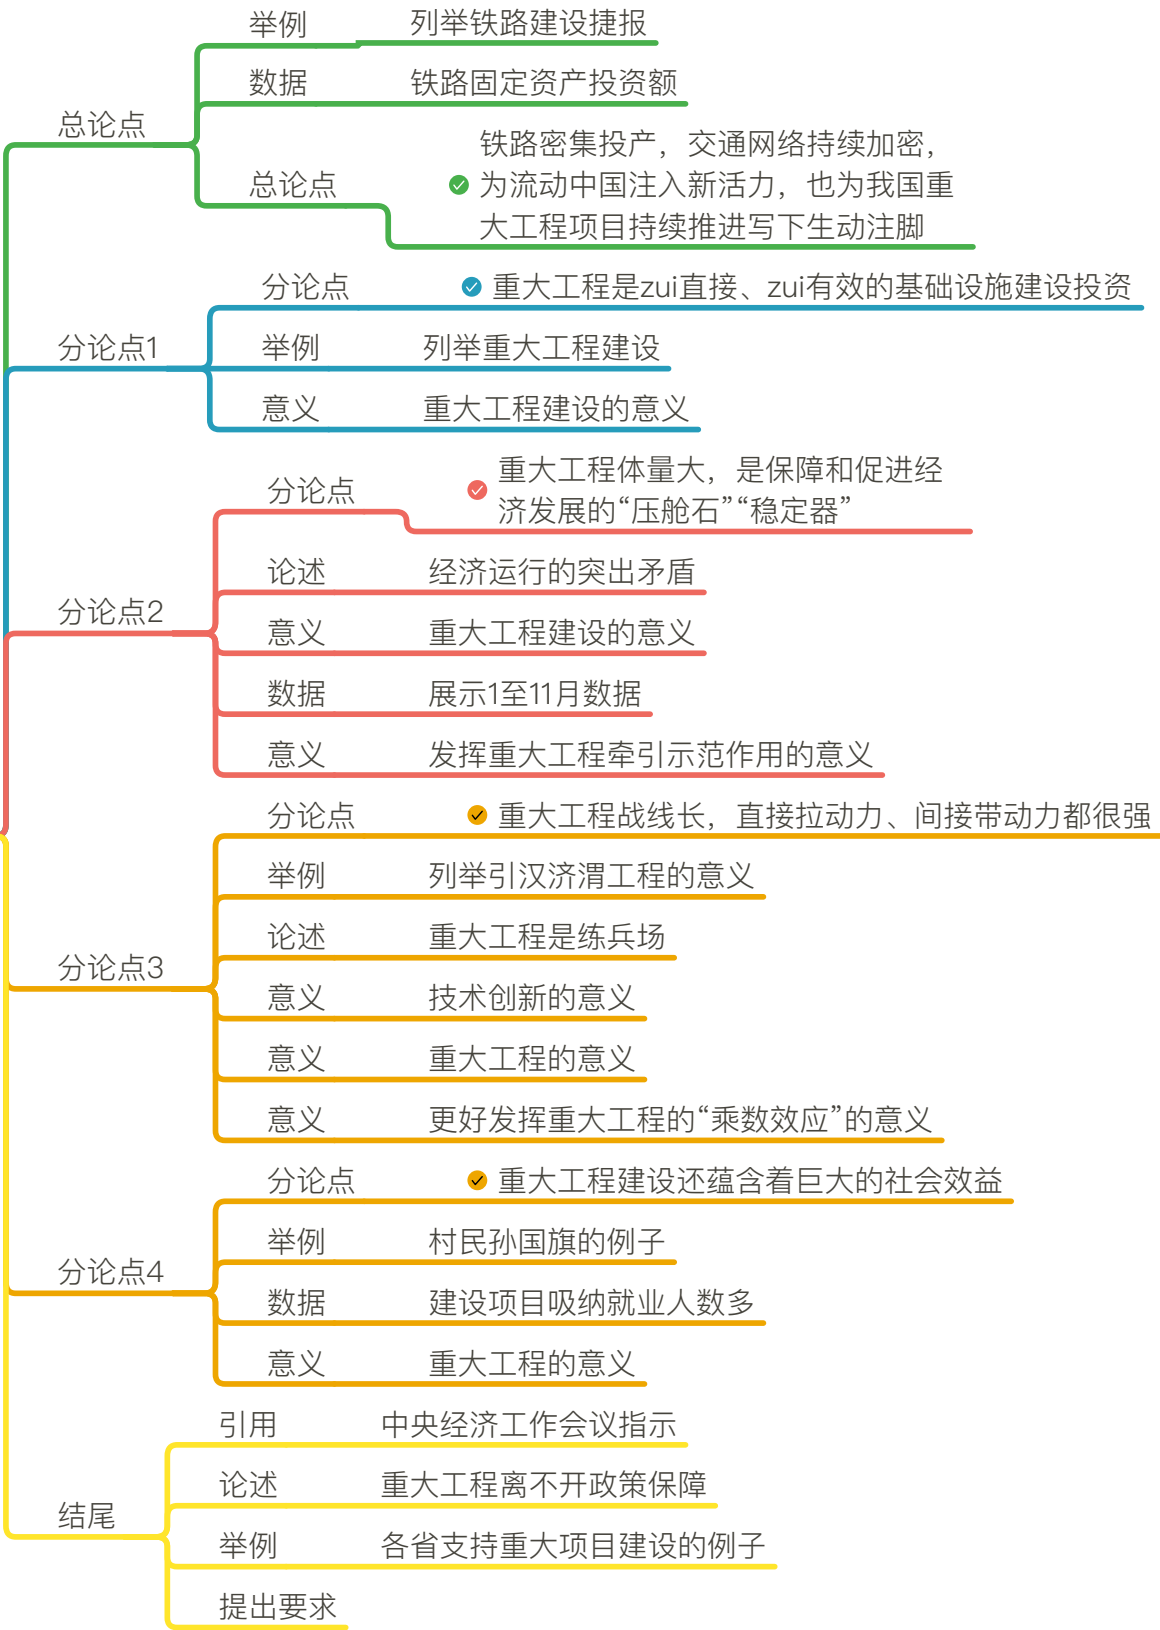 总论点
举例
列举铁路建设捷报
数据
铁路固定资产投资额
总论点
铁路密集投产，交通网络持续加密，
为流动中国注入新活力，也为我国重
大工程项目持续推进写下生动注脚
分论点1
分论点
重大工程是zui直接、zui有效的基础设施建设投资
举例
列举重大工程建设
意义
重大工程建设的意义
分论点2
分论点
重大工程体量大，是保障和促进经
济发展的“压舱石”“稳定器”
论述
经济运行的突出矛盾
意义
重大工程建设的意义
数据
展示1至11月数据
意义
发挥重大工程牵引示范作用的意义
分论点3
分论点
重大工程战线长，直接拉动力、间接带动力都很强
举例
列举引汉济渭工程的意义
论述
重大工程是练兵场
意义
技术创新的意义
意义
重大工程的意义
意义
更好发挥重大工程的“乘数效应”的意义
分论点4
分论点
重大工程建设还蕴含着巨大的社会效益
举例
村民孙国旗的例子
数据
建设项目吸纳就业人数多
意义
重大工程的意义
结尾
引用
中央经济工作会议指示
论述
重大工程离不开政策保障
举例
各省支持重大项目建设的例子
提出要求